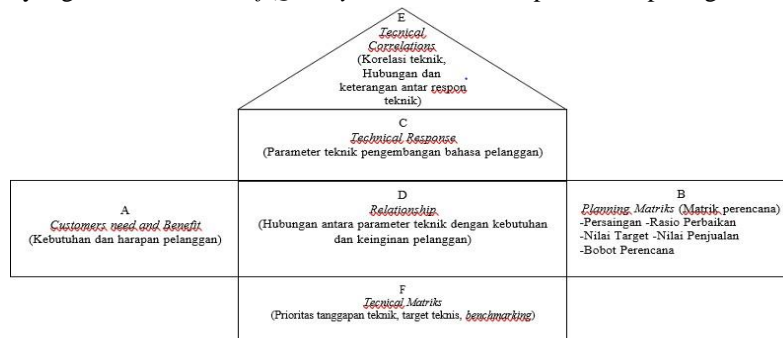 E
Tecnical
Correlations
(Korelasi teknik,
Hubungan dan
keterangan antar respon
teknik)
C
Technical Response
(Parameter teknik pengembangan bahasa pelanggan)
A
Customers need and Benefit
(Kebutuhan dan harapan pelanggan)
D
Relationship
(Hubungan antara parameter teknik dengan kebutuhan
dan keinginan pelanggan)
B
Planning Matriks (Matrik perencana)
-Persaingan -Rasio Perbaikan
-Nilai Target -Nilai Penjualan
-Bobot Perencana
F
Tecnical Matriks
(Prioritas tanggapan teknik, target teknis, benchmarking)